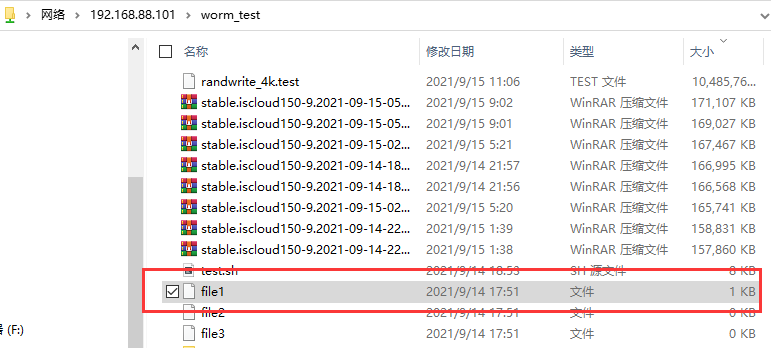 网络 > 192.168.88.101 > worm_test
名称 修改日期 类型 大小
randwrite_4k.test 2021/9/15 11:06 TEST 文件 10,485,76...
stable.iscloud150-9.2021-09-15-05... 2021/9/15 9:02 WinRAR 压缩文件 171,107 KB
stable.iscloud150-9.2021-09-15-05... 2021/9/15 9:01 WinRAR 压缩文件 169,027 KB
stable.iscloud150-9.2021-09-15-02... 2021/9/15 5:21 WinRAR 压缩文件 167,467 KB
stable.iscloud150-9.2021-09-14-18... 2021/9/14 21:57 WinRAR 压缩文件 166,995 KB
stable.iscloud150-9.2021-09-14-18... 2021/9/14 21:56 WinRAR 压缩文件 166,568 KB
stable.iscloud150-9.2021-09-15-02... 2021/9/15 5:20 WinRAR 压缩文件 165,741 KB
stable.iscloud150-9.2021-09-14-22... 2021/9/15 1:39 WinRAR 压缩文件 158,831 KB
stable.iscloud150-9.2021-09-14-22... 2021/9/15 1:38 WinRAR 压缩文件 157,860 KB
test.sh 2021/9/14 18:53 SH 源文件 8 KB
file1 2021/9/14 17:51 文件 1 KB
file2 2021/9/14 17:51 文件 0 KB
(F:) file3 2021/9/14 17:51 文件 0 KB